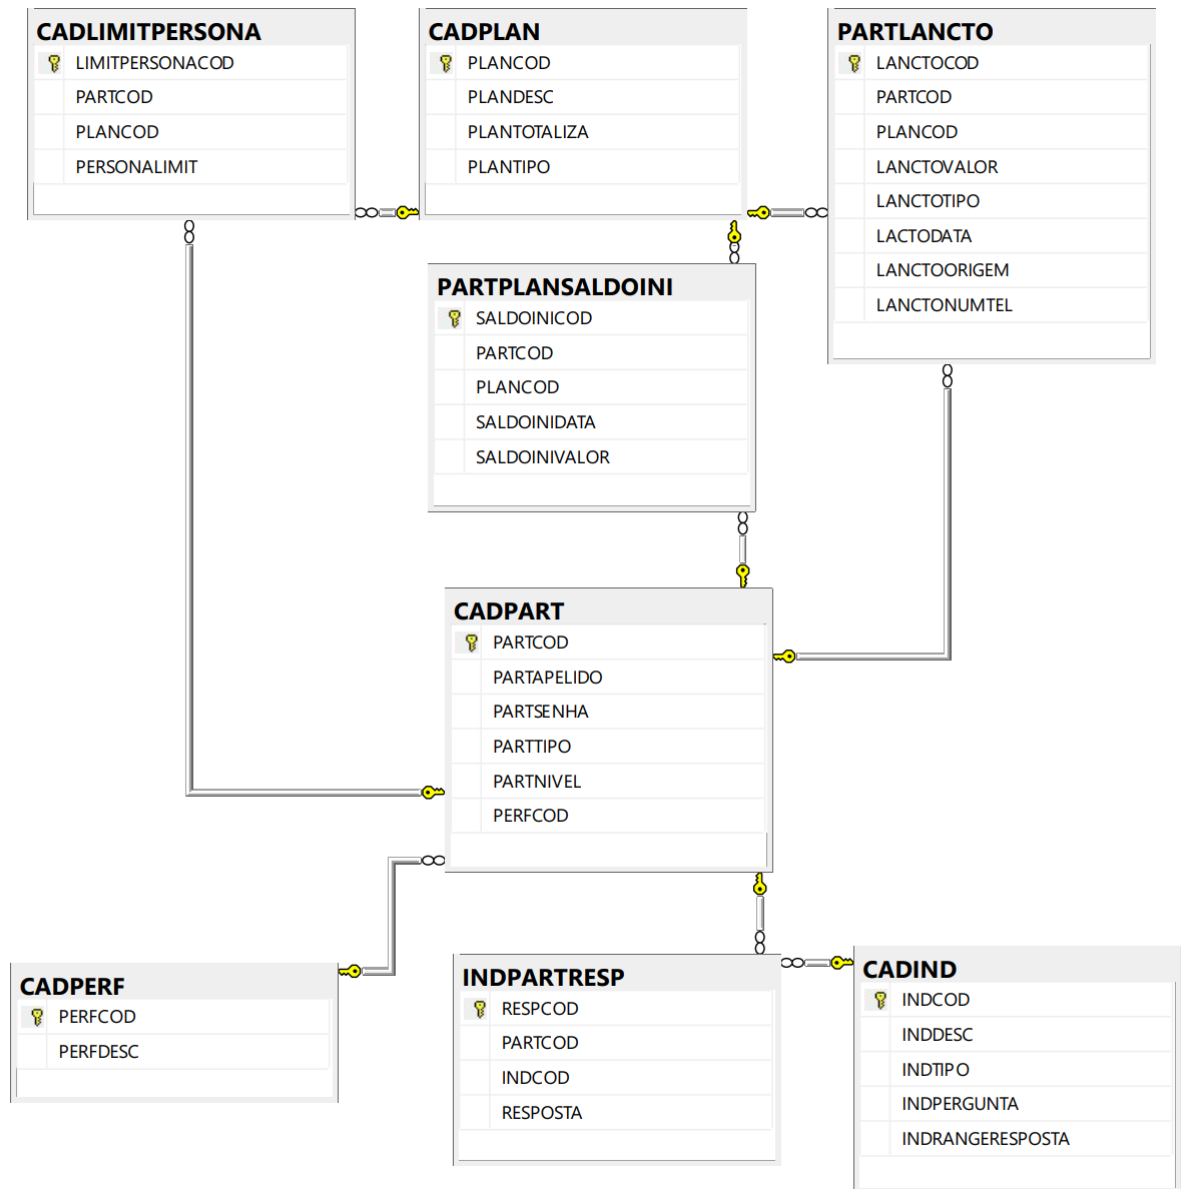 CADLIMITPERSONA
LIMITPERSONACOD
PARTCOD
PLANCOD
PERSONALIMIT
CADPLAN
PLANCOD
PLANDESC
PLANTOTALIZA
PLANTIPO
PARTLANCTO
LANCTOCOD
PARTCOD
PLANCOD
LANCTOVALOR
LANCTOTIPO
LACTODATA
LANCTOORIGEM
LANCTONUMTEL
PARTPLANSALDOINI
SALDOINICOD
PARTCOD
PLANCOD
SALDOINIDATA
SALDOINIVALOR
CADPART
PARTCOD
PARTAPELIDO
PARTSENHA
PARTTIPO
PARTNIVEL
PERFCOD
CADPERF
PERFCOD
PERFDESC
INDPARTRESP
RESPCOD
PARTCOD
INDCOD
RESPOSTA
CADIND
INDCOD
INDDESC
INDTIPO
INDPERGUNTA
INDRANGERESPOSTA